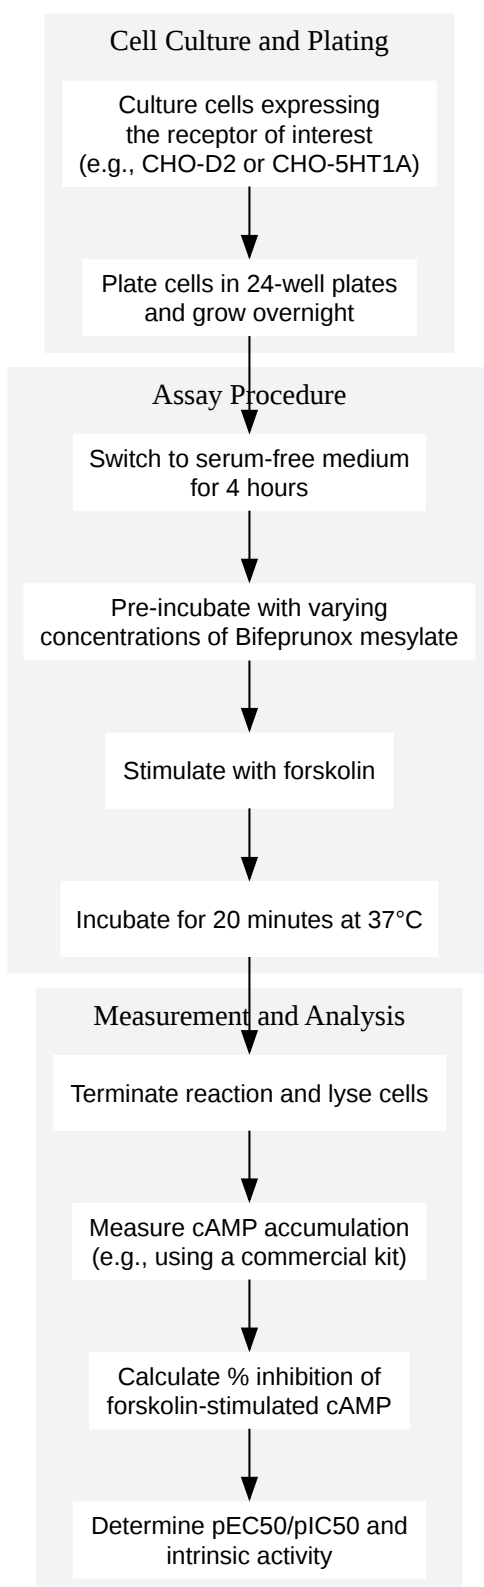 Cell Culture and Plating
Culture cells expressing
the receptor of interest
(e.g., CHO-D2 or CHO-5HT1A)
Plate cells in 24-well plates
and grow overnight
Assay Procedure
Switch to serum-free medium
for 4 hours
Pre-incubate with varying
concentrations of Bifeprunox mesylate
Stimulate with forskolin
Incubate for 20 minutes at 37°C
Measurement and Analysis
Terminate reaction and lyse cells
Measure cAMP accumulation
(e.g., using a commercial kit)
Calculate % inhibition of
forskolin-stimulated cAMP
Determine pEC50/pIC50 and
intrinsic activity